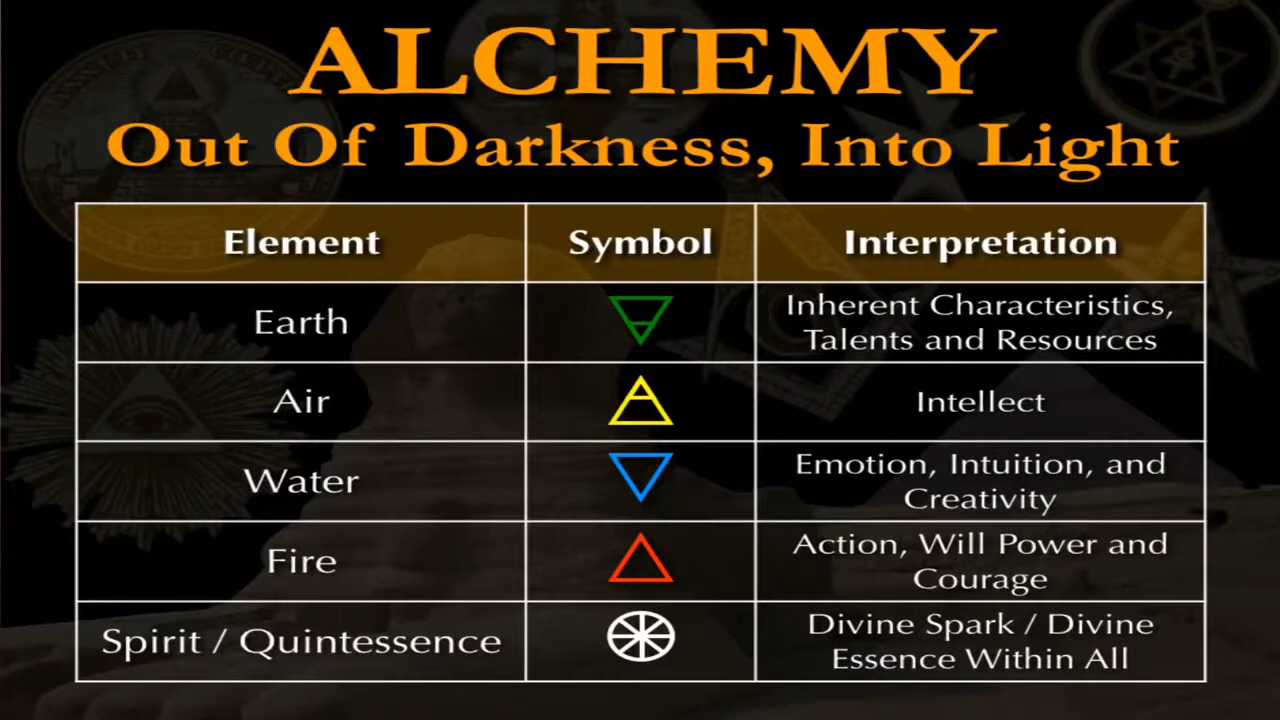 ALCHEMY
Out Of Darkness, Into Light
Element Symbol Interpretation
Earth
Inherent Characteristics,
Talents and Resources
Air
Intellect
Water
Emotion, Intuition, and
Creativity
Fire
Action, Will Power and
Courage
Spirit / Quintessence
Divine Spark / Divine
Essence Within All